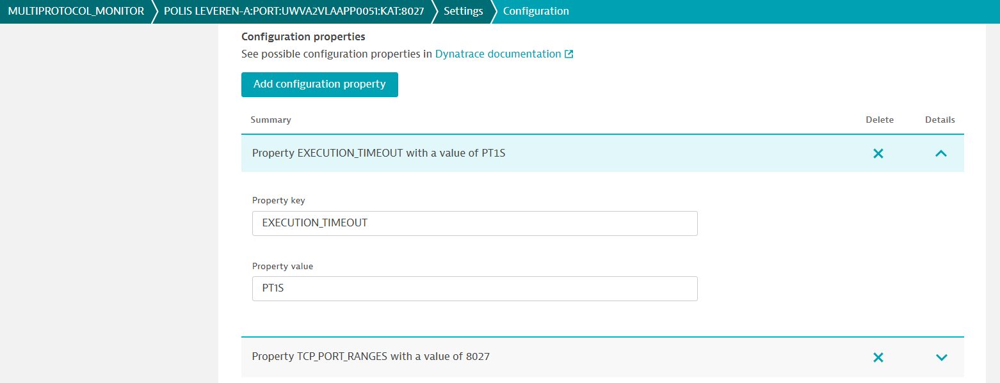 MULTIPROTOCOL_MONITOR POLIS LEVEREN-A:PORT:UWVA2VLAAPP0051:KAT:8027 Settings Configuration
Configuration properties
See possible configuration properties in Dynatrace documentation
Add configuration property
Summary Delete Details
Property EXECUTION_TIMEOUT with a value of PT1S
Property key
EXECUTION_TIMEOUT
Property value
PT1S
Property TCP_PORT_RANGES with a value of 8027